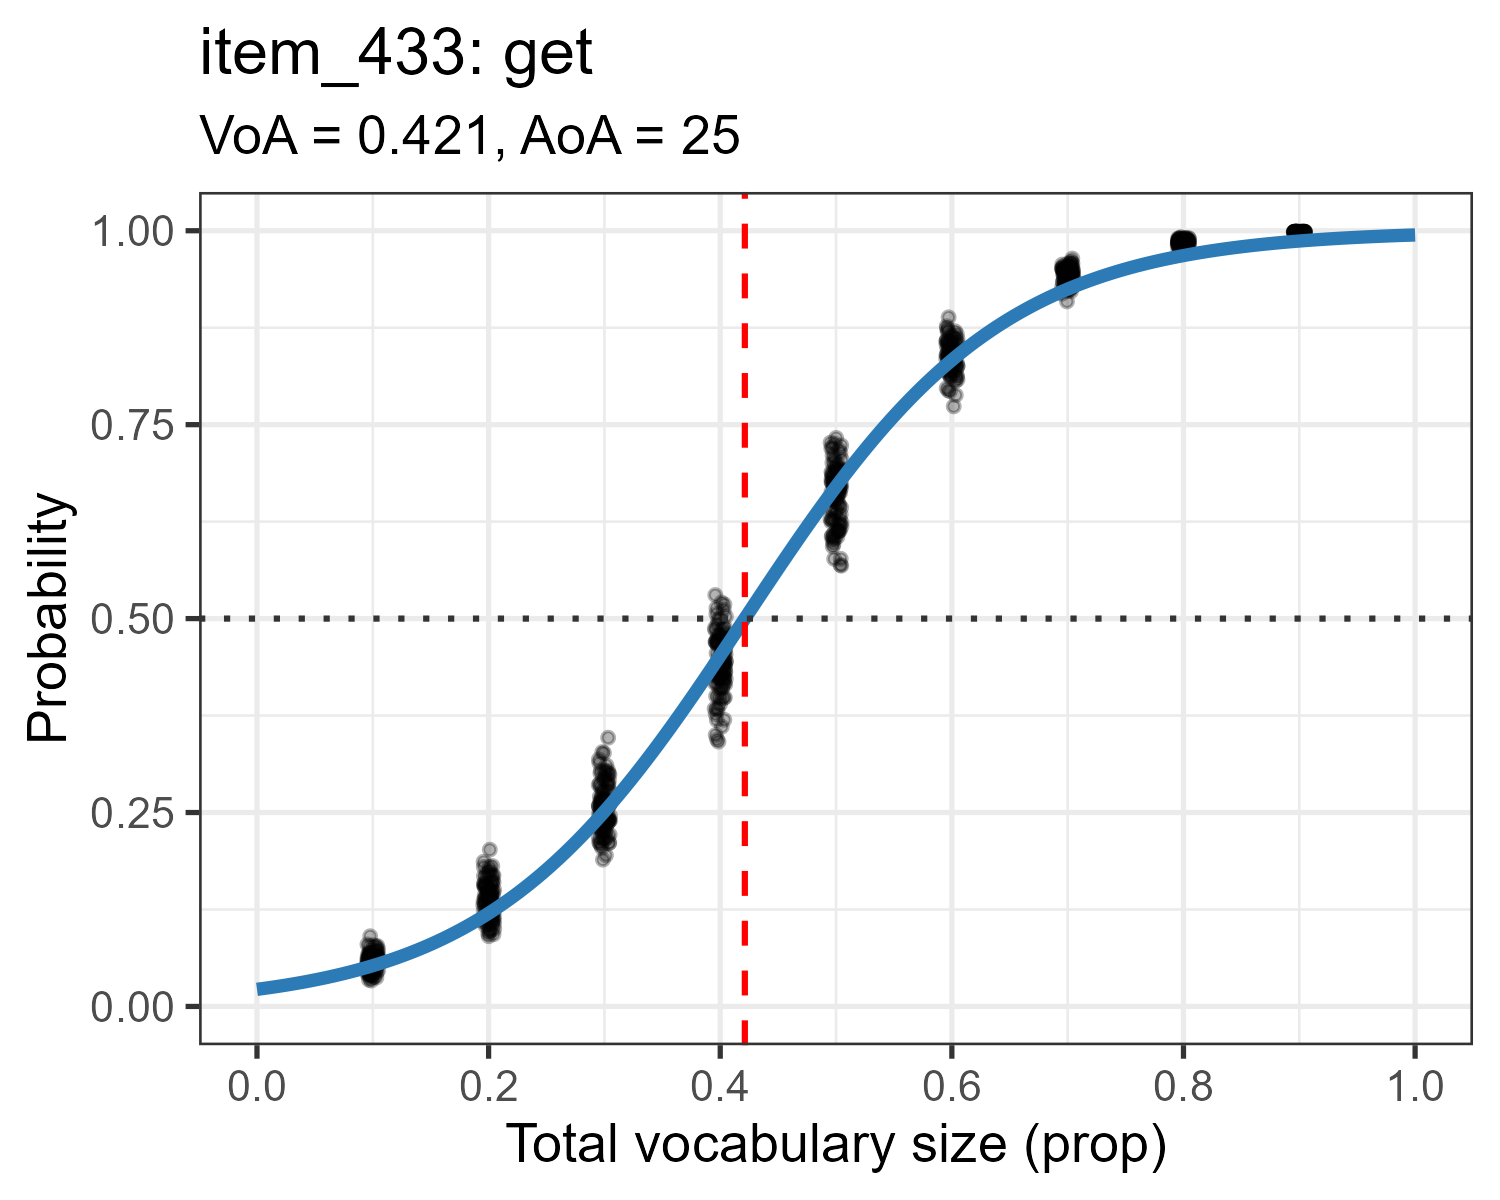 item_433: get
VoA = 0.421, AoA = 25
1.00
0.75
0.50
0.25
0.00
Probability
0.0 0.2 0.4 0.6 0.8 1.0
Total vocabulary size (prop)